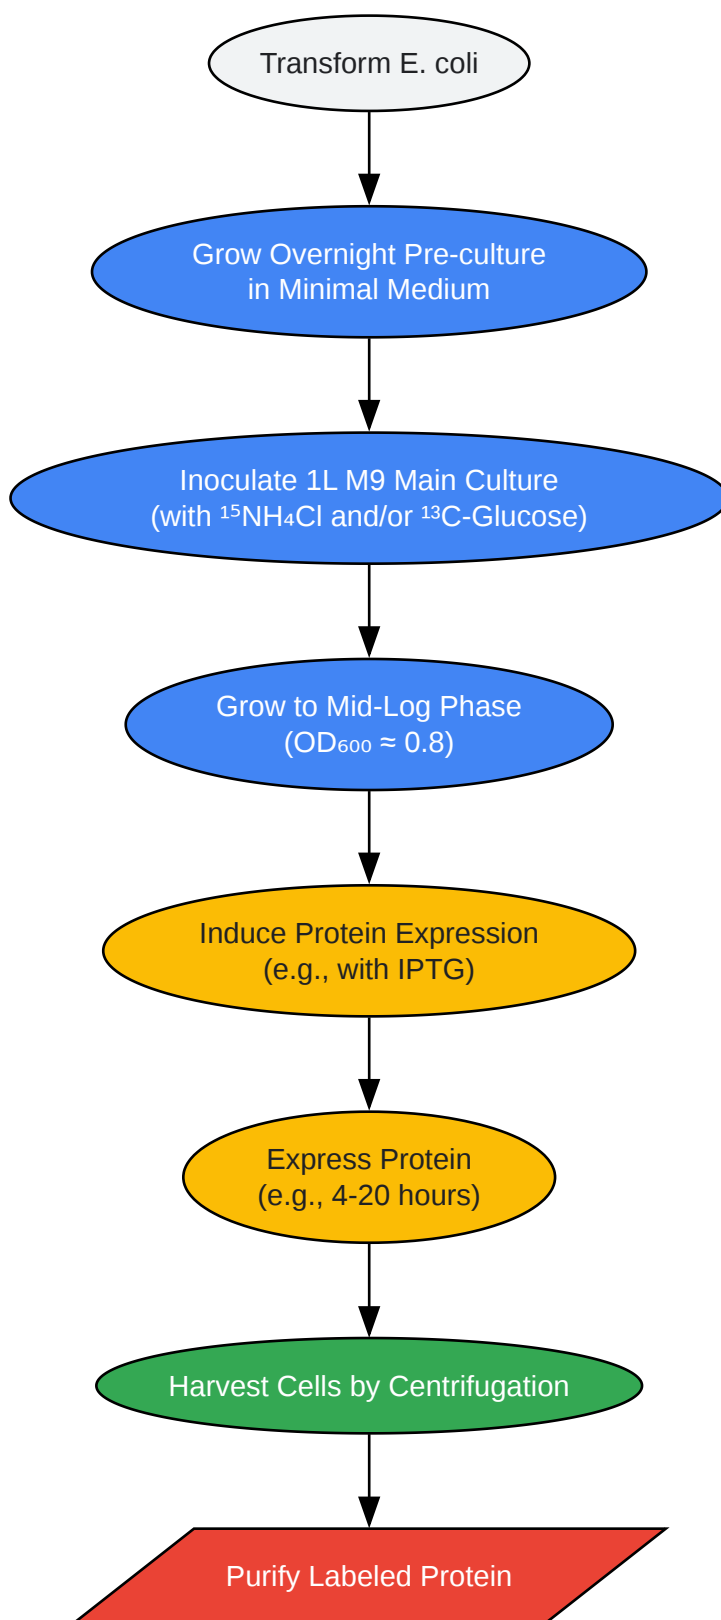 Transform E. coli
Grow Overnight Pre-culture
in Minimal Medium
Inoculate 1L M9 Main Culture
(with ¹⁵NH₄Cl and/or ¹³C-Glucose)
Grow to Mid-Log Phase
(OD₆₀₀ ≈ 0.8)
Induce Protein Expression
(e.g., with IPTG)
Express Protein
(e.g., 4-20 hours)
Harvest Cells by Centrifugation
Purify Labeled Protein